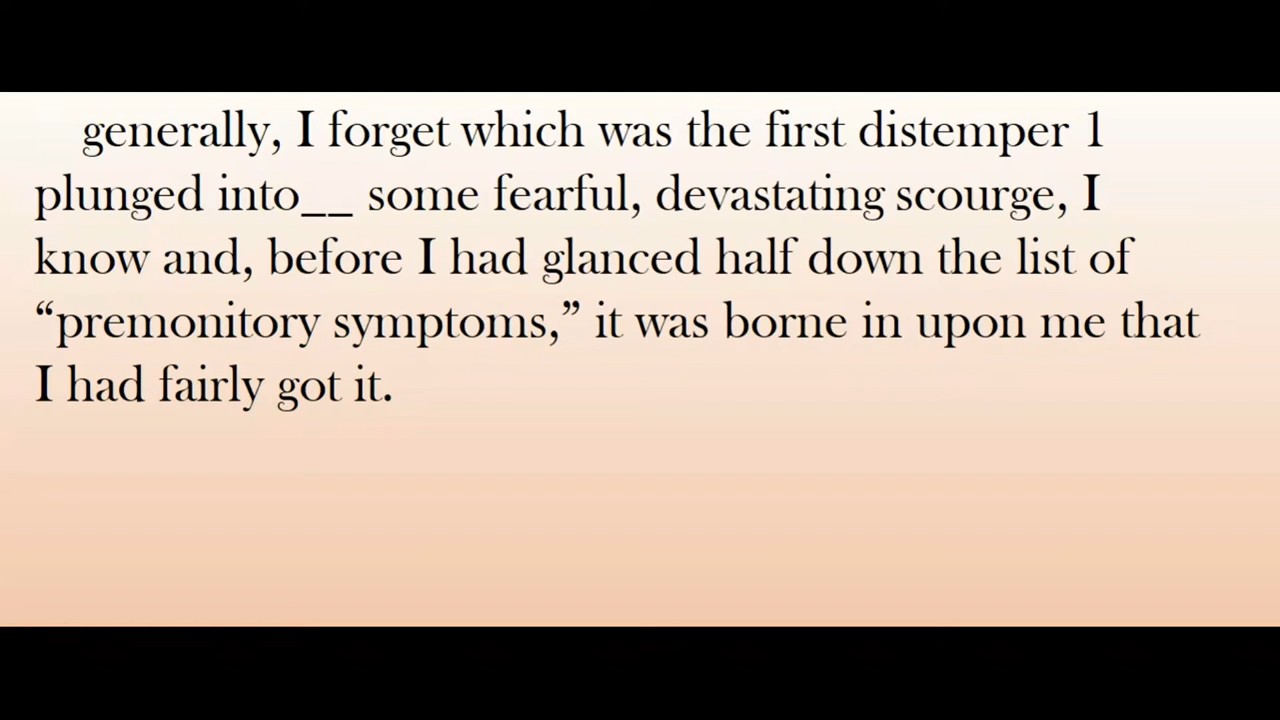 generally, I forget which was the first distemper 1
plunged into__ some fearful, devastating scourge, I
know and, before I had glanced half down the list of
“premonitory symptoms,” it was borne in upon me that
I had fairly got it.